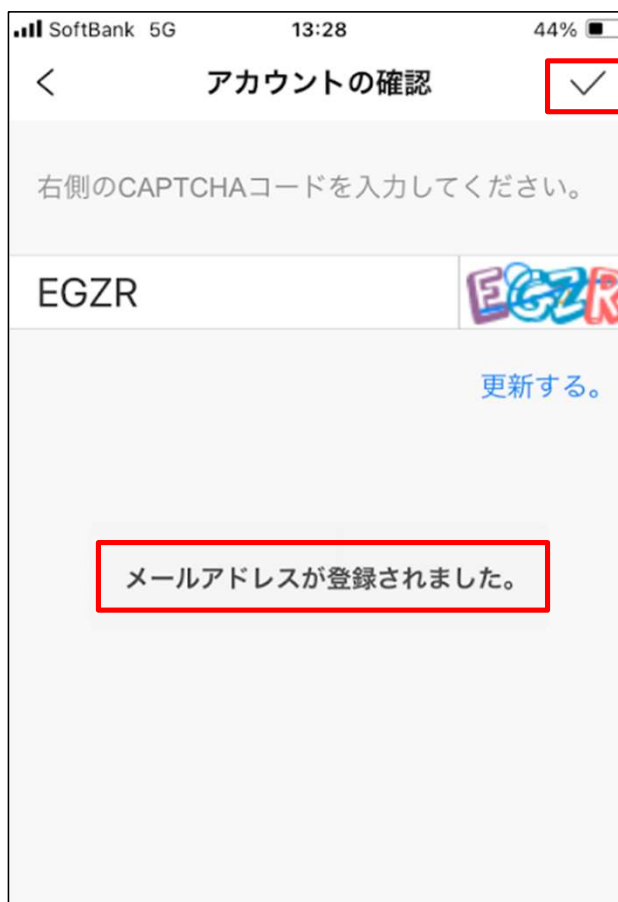 SoftBank 5G 13:28 44%
アカウントの確認
右側のCAPTCHAコードを入力してください。
EGZR EGZR
更新する。
メールアドレスが登録されました。